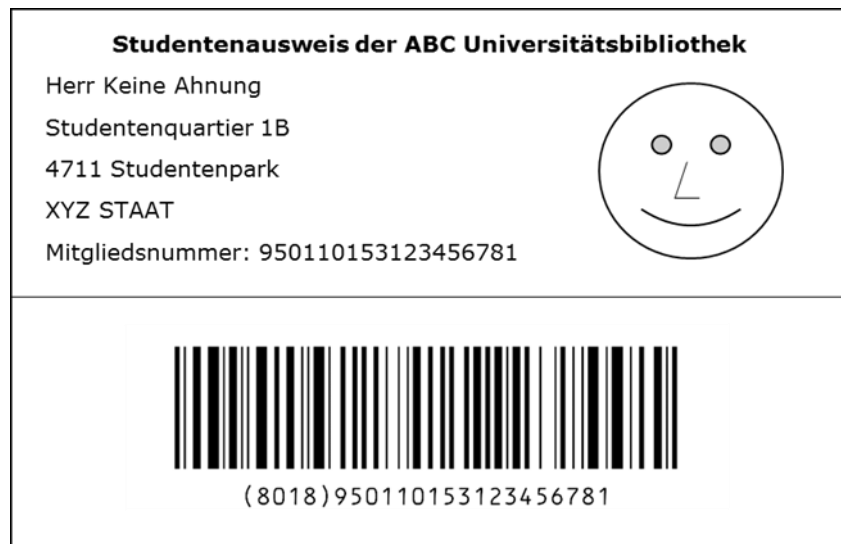 Studentenausweis der ABC Universitätsbibliothek
Herr Keine Ahnung
Studentenquartier 1B
4711 Studentenpark
XYZ STAAT
Mitgliedsnummer: 950110153123456781
(8018)950110153123456781